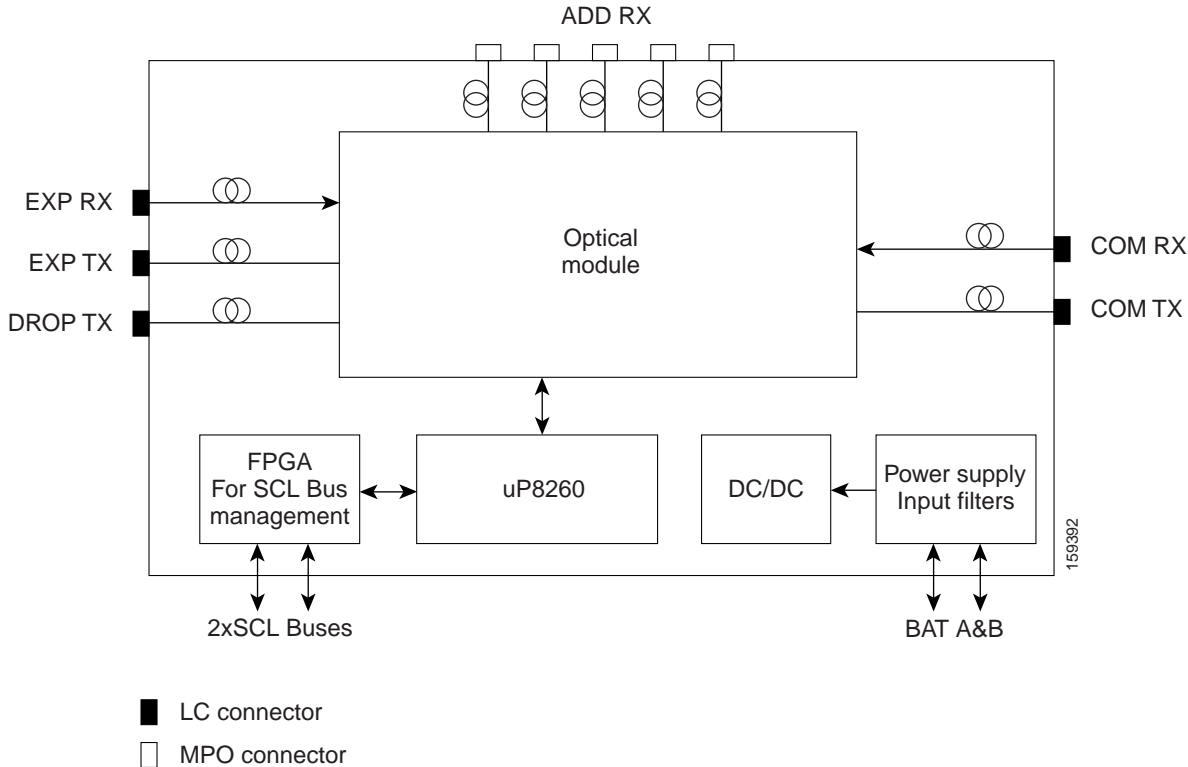 ADD RX
EXP RX
EXP TX
DROP TX
Optical
module
COM RX
COM TX
FPGA
For SCL Bus
management
uP8260
DC/DC
Power supply
Input filters
159392
2xSCL Buses
BAT A&B
LC connector
MPO connector